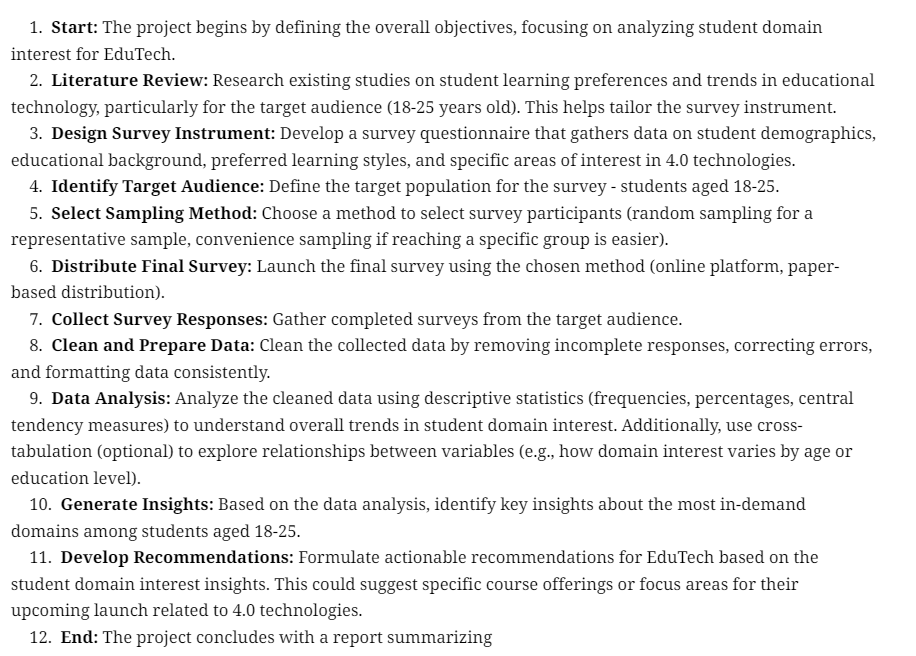 1. Start: The project begins by defining the overall objectives, focusing on analyzing student domain
interest for EduTech.
2. Literature Review: Research existing studies on student learning preferences and trends in educational
technology, particularly for the target audience (18-25 years old). This helps tailor the survey instrument.
3. Design Survey Instrument: Develop a survey questionnaire that gathers data on student demographics,
educational background, preferred learning styles, and specific areas of interest in 4.0 technologies.
4. Identify Target Audience: Define the target population for the survey - students aged 18-25.
5. Select Sampling Method: Choose a method to select survey participants (random sampling for a
representative sample, convenience sampling if reaching a specific group is easier).
6. Distribute Final Survey: Launch the final survey using the chosen method (online platform, paper-
based distribution).
7. Collect Survey Responses: Gather completed surveys from the target audience.
8. Clean and Prepare Data: Clean the collected data by removing incomplete responses, correcting errors,
and formatting data consistently.
9. Data Analysis: Analyze the cleaned data using descriptive statistics (frequencies, percentages, central
tendency measures) to understand overall trends in student domain interest. Additionally, use cross-
tabulation (optional) to explore relationships between variables (e.g., how domain interest varies by age or
education level).
10. Generate Insights: Based on the data analysis, identify key insights about the most in-demand
domains among students aged 18-25.
11. Develop Recommendations: Formulate actionable recommendations for EduTech based on the
student domain interest insights. This could suggest specific course offerings or focus areas for their
upcoming launch related to 4.0 technologies.
12. End: The project concludes with a report summarizing